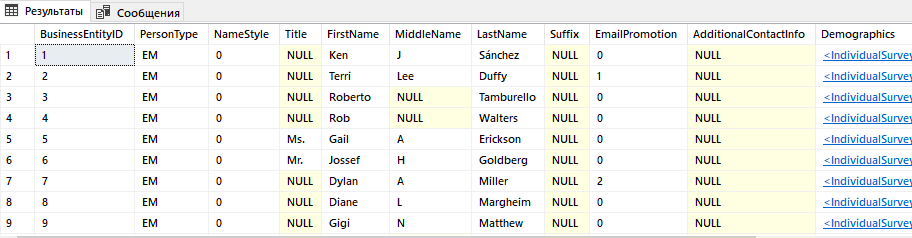 Результаты Сообщения
BusinessEntityID PersonType NameStyle Title FirstName MiddleName LastName Suffix EmailPromotion AdditionalContactInfo Demographics
1 1 EM 0 NULL Ken J Sánchez NULL 0 NULL <IndividualSurvey
2 2 EM 0 NULL Terri Lee Duffy NULL 1 NULL <IndividualSurvey
3 3 EM 0 NULL Roberto NULL Tamburello NULL 0 NULL <IndividualSurvey
4 4 EM 0 NULL Rob NULL Walters NULL 0 NULL <IndividualSurvey
5 5 EM 0 Ms. Gail A Erickson NULL 0 NULL <IndividualSurvey
6 6 EM 0 Mr. Jossef H Goldberg NULL 0 NULL <IndividualSurvey
7 7 EM 0 NULL Dylan A Miller NULL 2 NULL <IndividualSurvey
8 8 EM 0 NULL Diane L Margheim NULL 0 NULL <IndividualSurvey
9 9 EM 0 NULL Gigi N Matthew NULL 0 NULL <IndividualSurvey